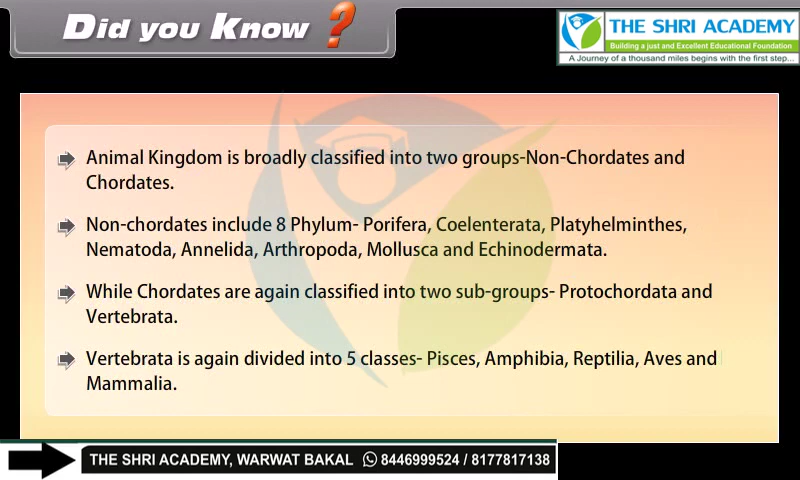 Did you Know ?
THE SHRI ACADEMY
Building a just and Excellent Educational Foundation
A Journey of a thousand miles begins with the first step...
Animal Kingdom is broadly classified into two groups-Non-Chordates and
Chordates.
Non-chordates include 8 Phylum- Porifera, Coelenterata, Platyhelminthes,
Nematoda, Annelida, Arthropoda, Mollusca and Echinodermata.
While Chordates are again classified into two sub-groups- Protochordata and
Vertebrata.
Vertebrata is again divided into 5 classes- Pisces, Amphibia, Reptilia, Aves and
Mammalia.
THE SHRI ACADEMY, WARWAT BAKAL 8446999524 / 8177817138